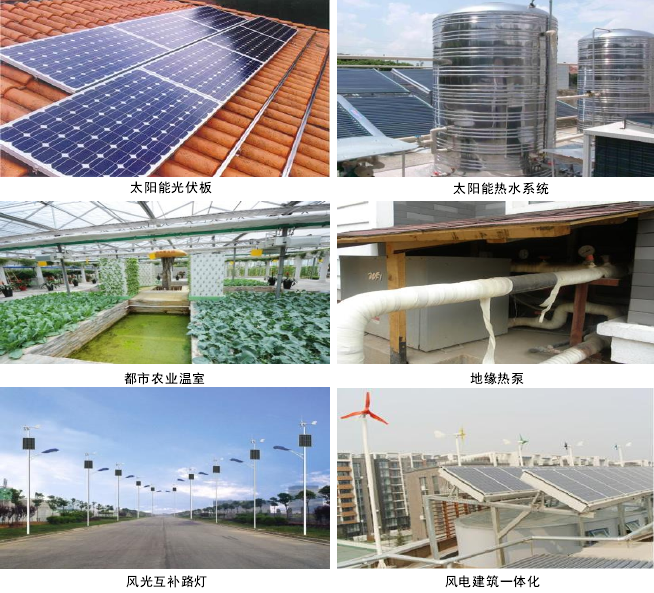 太阳能光伏板
太阳能热水系统
都市农业温室
地缘热泵
风光互补路灯
风电建筑一体化